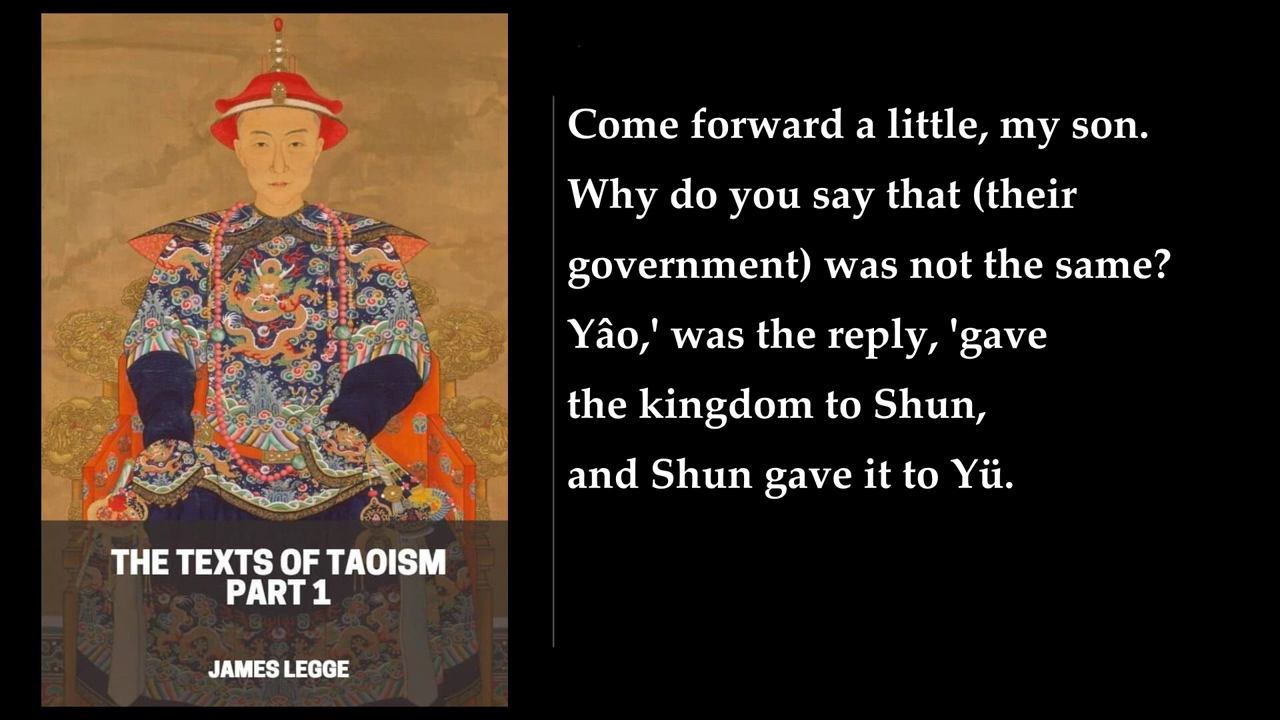 Come forward a little, my son.
Why do you say that (their
government) was not the same?
Yâo,' was the reply, 'gave
the kingdom to Shun,
and Shun gave it to Yü.
THE TEXTS OF TAOISM
PART 1
JAMES LEGGE